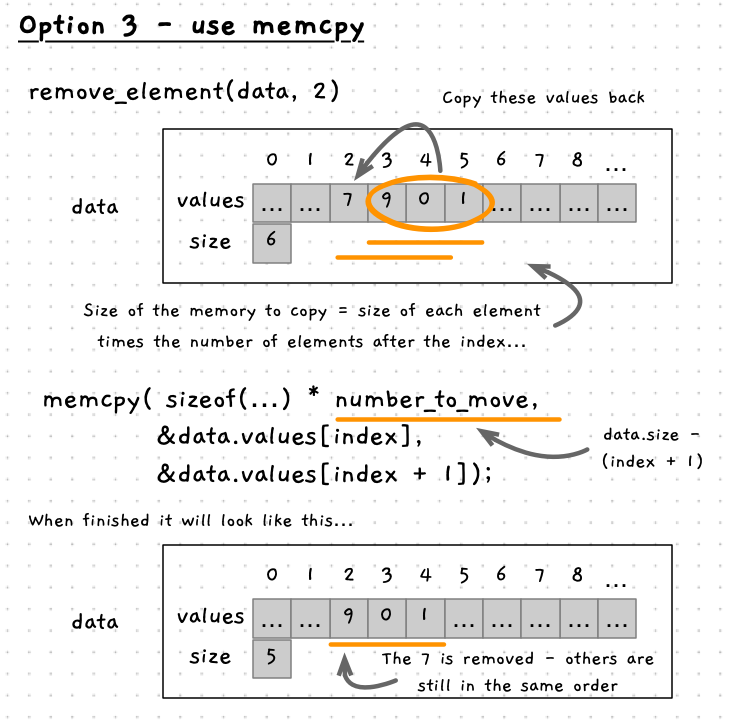 Option 3 - use memcpy
remove_element(data, 2)
Copy these values back
0 1 2 3 4 5 6 7 8 ...
data
values ... ... 7 9 0 1 ... ... ... ...
size 6
Size of the memory to copy = size of each element
times the number of elements after the index...
memcpy( sizeof(...) * number_to_move,
&data.values[index],
&data.values[index + 1]);
data.size -
(index + 1)
When finished it will look like this...
0 1 2 3 4 5 6 7 8 ...
data
values ... ... 9 0 1 ... ... ... ... ...
size 5
The 7 is removed - others are
still in the same order